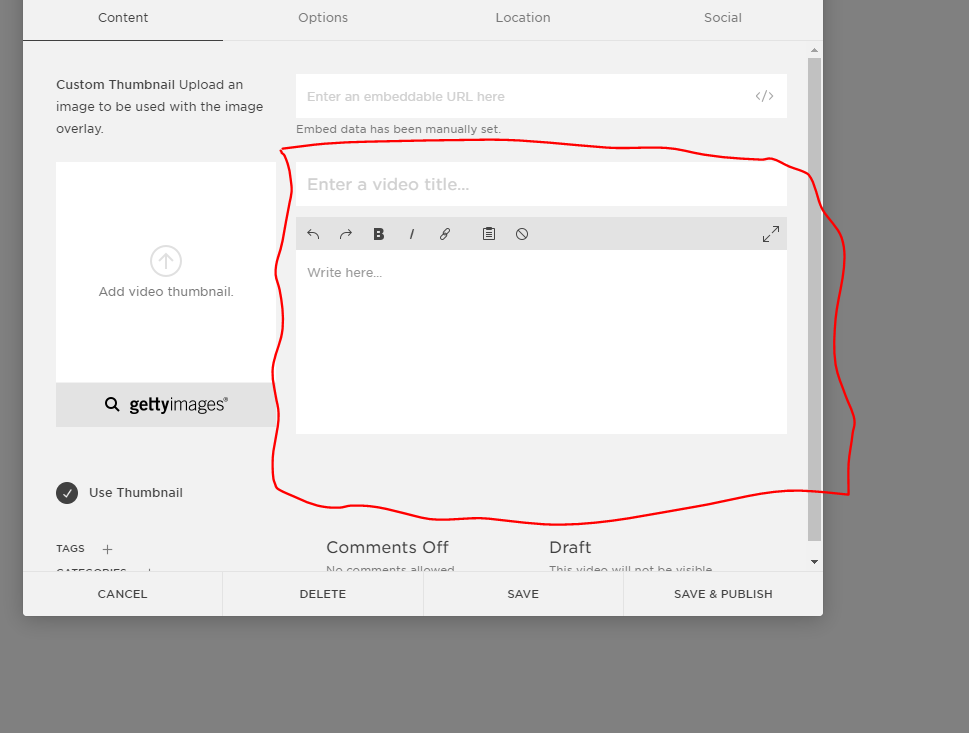 Content Options Location Social
Custom Thumbnail Upload an
image to be used with the image
overlay.
Enter an embeddable URL here </>
Embed data has been manually set.
Enter a video title...
B I
Write here...
Add video thumbnail.
gettyimages®
Use Thumbnail
TAGS +
Comments Off
Draft
CATEGORIES
No comments allowed
This video will not be visible
CANCEL DELETE SAVE SAVE & PUBLISH